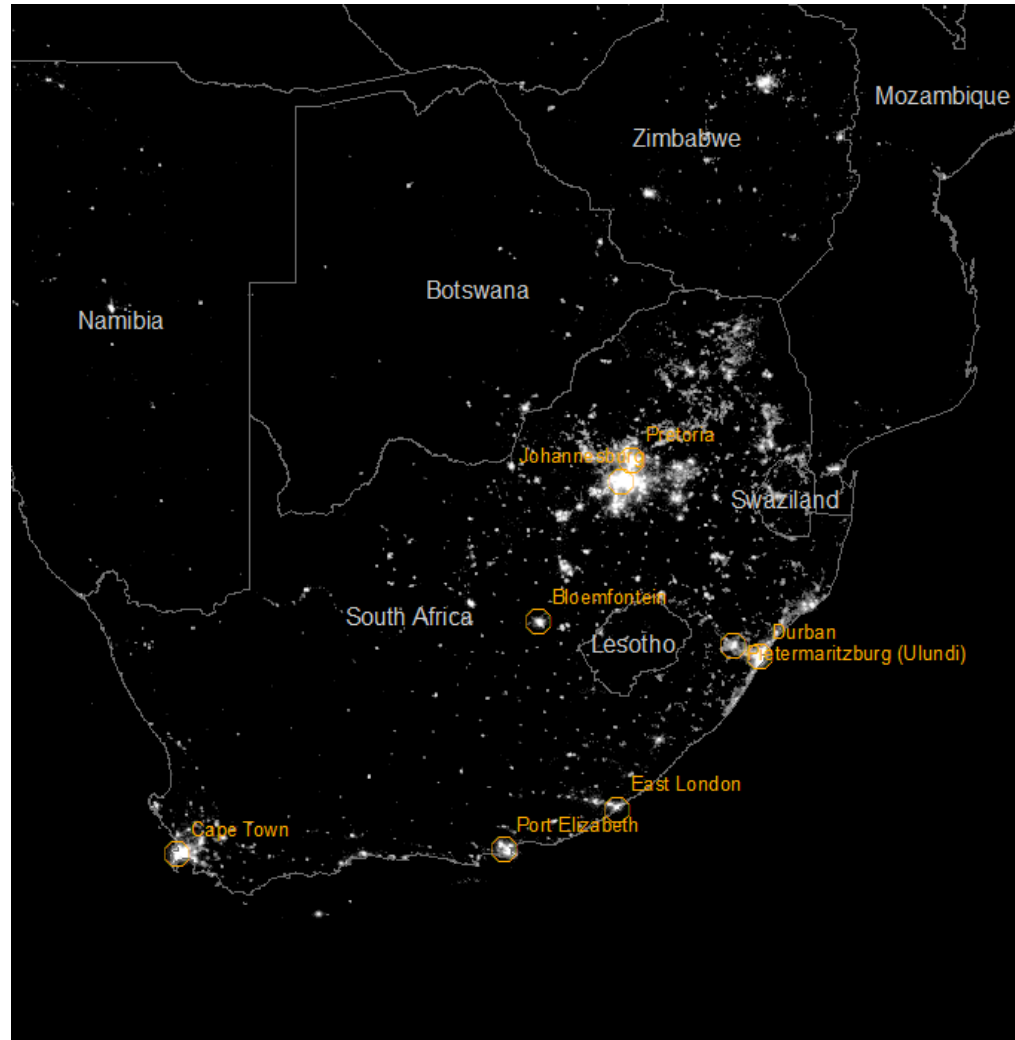 Mozambique
Zimbabwe
Botswana
Namibia
Pretoria
Johannesburg
Swaziland
Bloemfontein
South Africa
Durban
Lesotho
Pietermaritzburg (Ulundi)
East London
Port Elizabeth
Cape Town